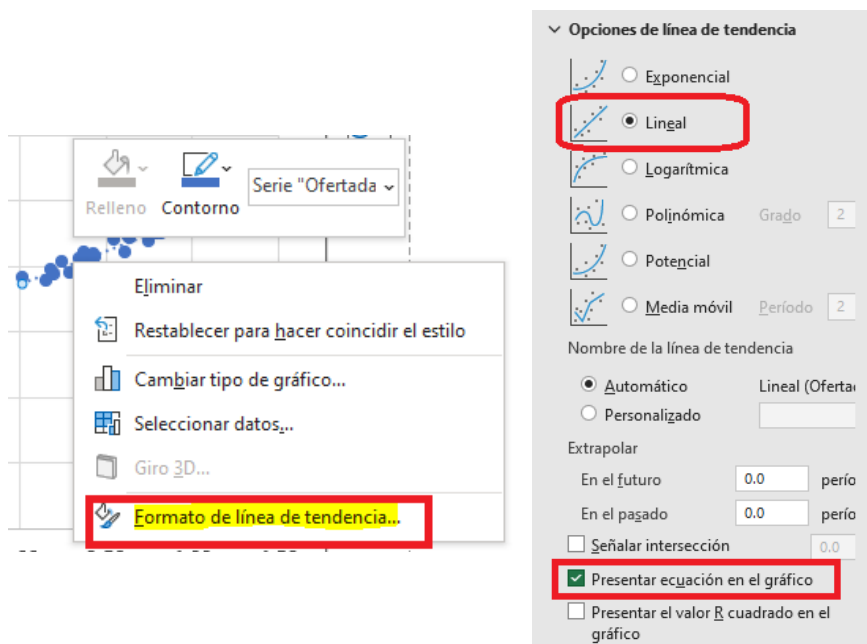 Relleno
Contorno
Serie "Ofertada
Eliminar
Restablecer para hacer coincidir el estilo
Cambiar tipo de gráfico...
Seleccionar datos...
Giro 3D...
Formato de línea de tendencia...
Opciones de línea de tendencia
Exponencial
Lineal
Logarítmica
Polinómica Grado 2
Potencial
Media móvil Período 2
Nombre de la línea de tendencia
Automático Lineal (Oferta
Personalizado
Extrapolar
En el futuro 0.0 perío
En el pasado 0.0 perío
Señalar intersección 0.0
Presentar ecuación en el gráfico
Presentar el valor R cuadrado en el
gráfico